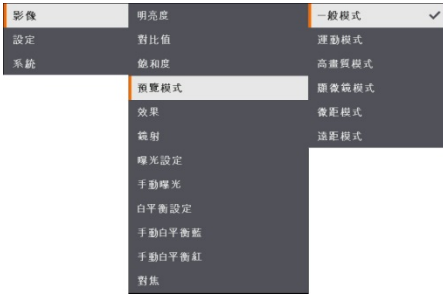 影像
設定
系統
明亮度
對比值
飽和度
預覽模式
效果
鏡射
曝光設定
手動曝光
白平衡設定
手動白平衡藍
手動白平衡紅
對焦
一般模式
運動模式
高畫質模式
顯微鏡模式
微距模式
遠距模式